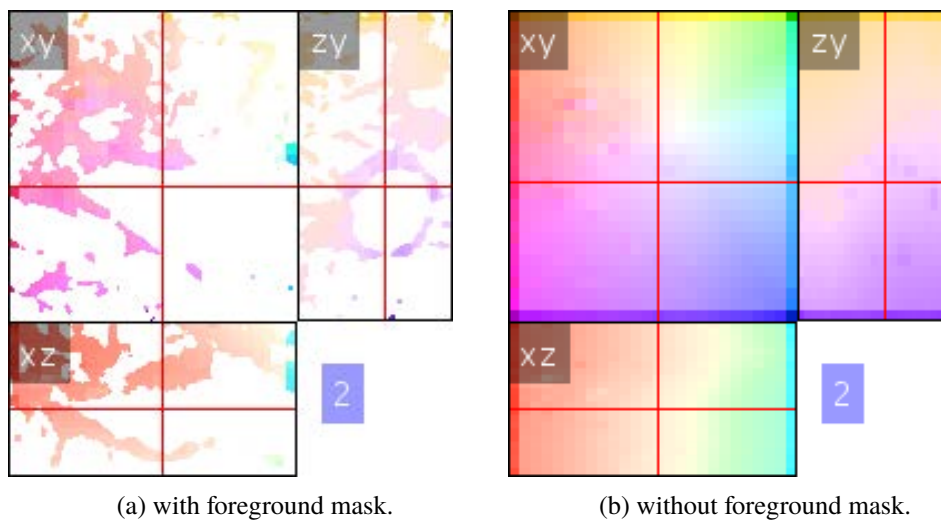 xy zy xy zy
xz 2 xz 2
(a) with foreground mask. (b) without foreground mask.